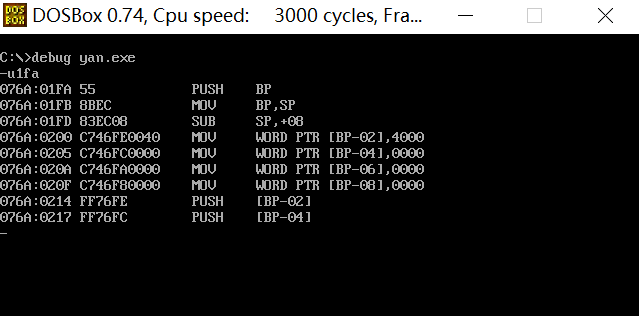 DOS BOX DOSBox 0.74, Cpu speed: 3000 cycles, Fra...
C:\>debug yan.exe
-u1fa
076A:01FA 55 PUSH BP
076A:01FB 8BEC MOV BP,SP
076A:01FD 83EC08 SUB SP,+08
076A:0200 C746FE0040 MOV WORD PTR [BP-02],4000
076A:0205 C746FC0000 MOV WORD PTR [BP-04],0000
076A:020A C746FA0000 MOV WORD PTR [BP-06],0000
076A:020F C746F80000 MOV WORD PTR [BP-08],0000
076A:0214 FF76FE PUSH [BP-02]
076A:0217 FF76FC PUSH [BP-04]
-